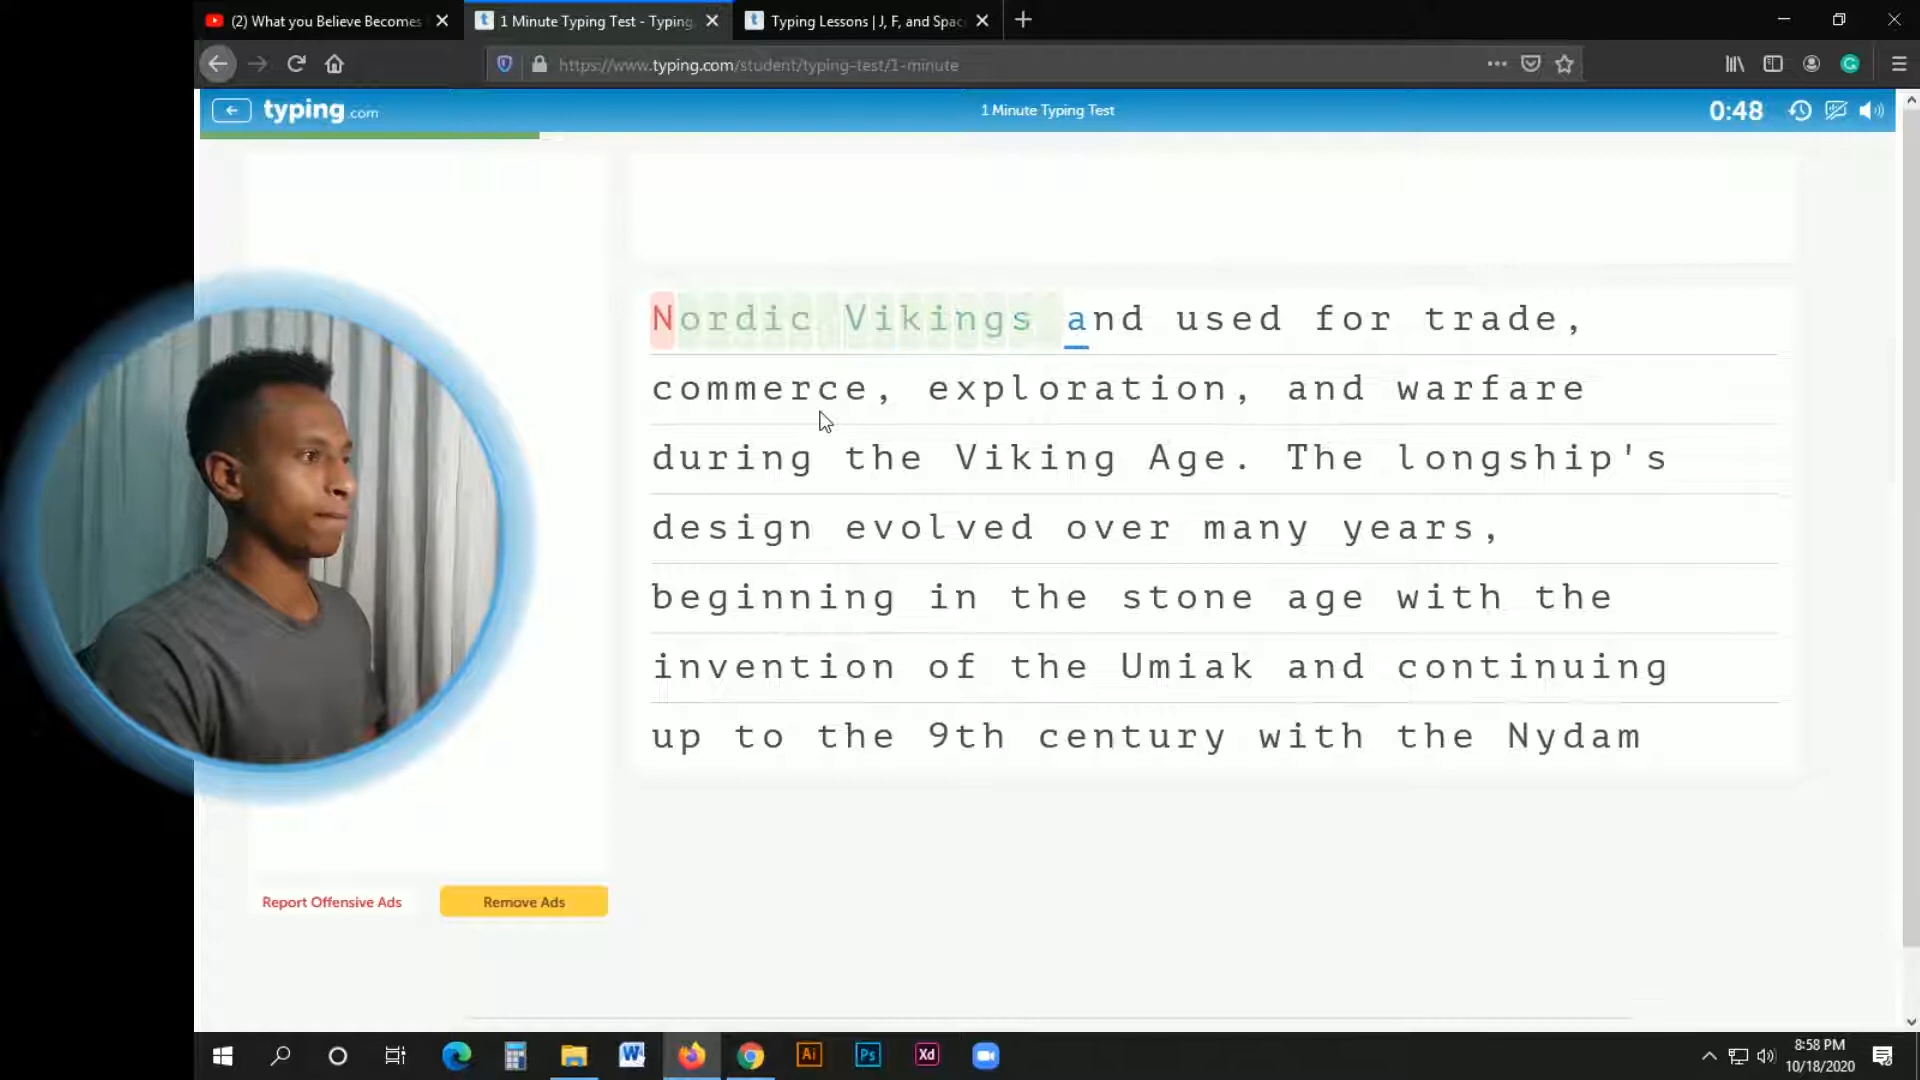 (2) What you Believe Becomes
1 Minute Typing Test - Typing.
Typing Lessons | J, F, and Spac
https://www.typing.com/student/typing-test/1-minute
typing.com
1 Minute Typing Test
0:48
Nordic Vikings and used for trade,
commerce, exploration, and warfare
during the Viking Age. The longship's
design evolved over many years,
beginning in the stone age with the
invention of the Umiak and continuing
up to the 9th century with the Nydam
Report Offensive Ads
Remove Ads
W
Ai
Ps
Xd
8:58 PM
10/18/2020